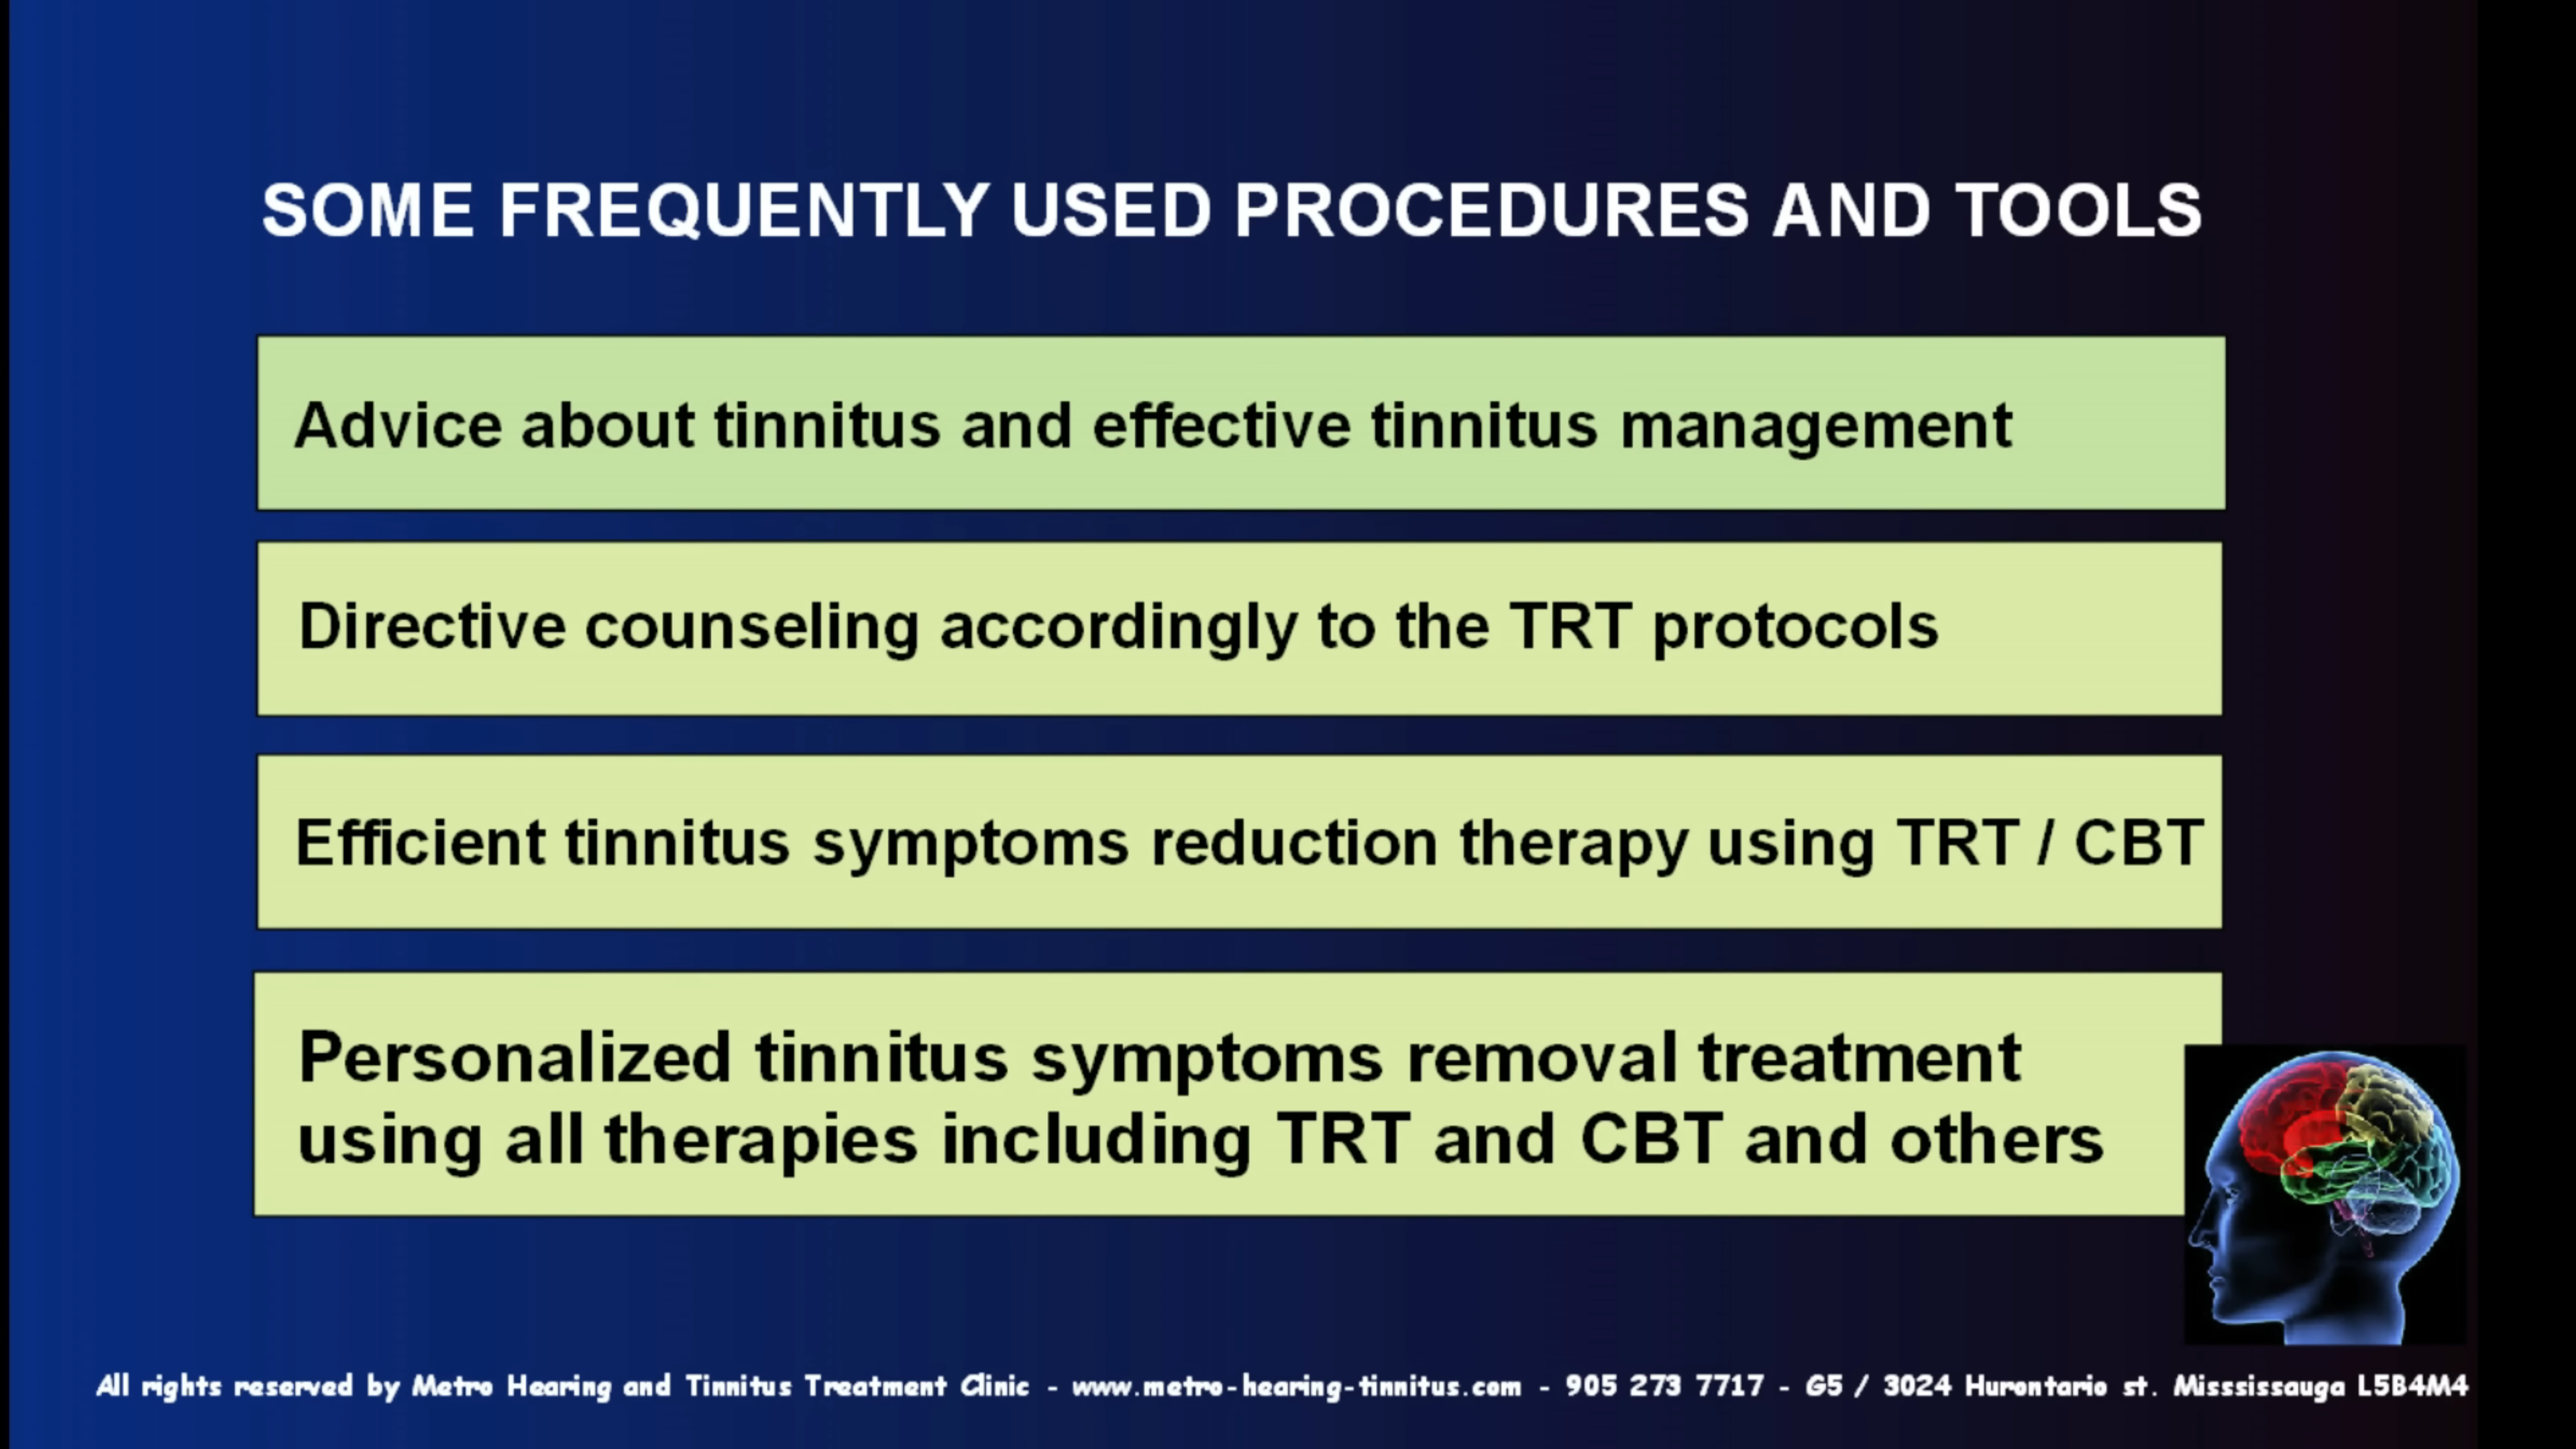 SOME FREQUENTLY USED PROCEDURES AND TOOLS
Advice about tinnitus and effective tinnitus management
Directive counseling accordingly to the TRT protocols
Efficient tinnitus symptoms reduction therapy using TRT / CBT
Personalized tinnitus symptoms removal treatment
using all therapies including TRT and CBT and others
All rights reserved by Metro Hearing and Tinnitus Treatment Clinic - www.metro-hearing-tinnitus.com - 905 273 7717 - G5 / 3024 Hurontario st. Misssissauga L5B4M4